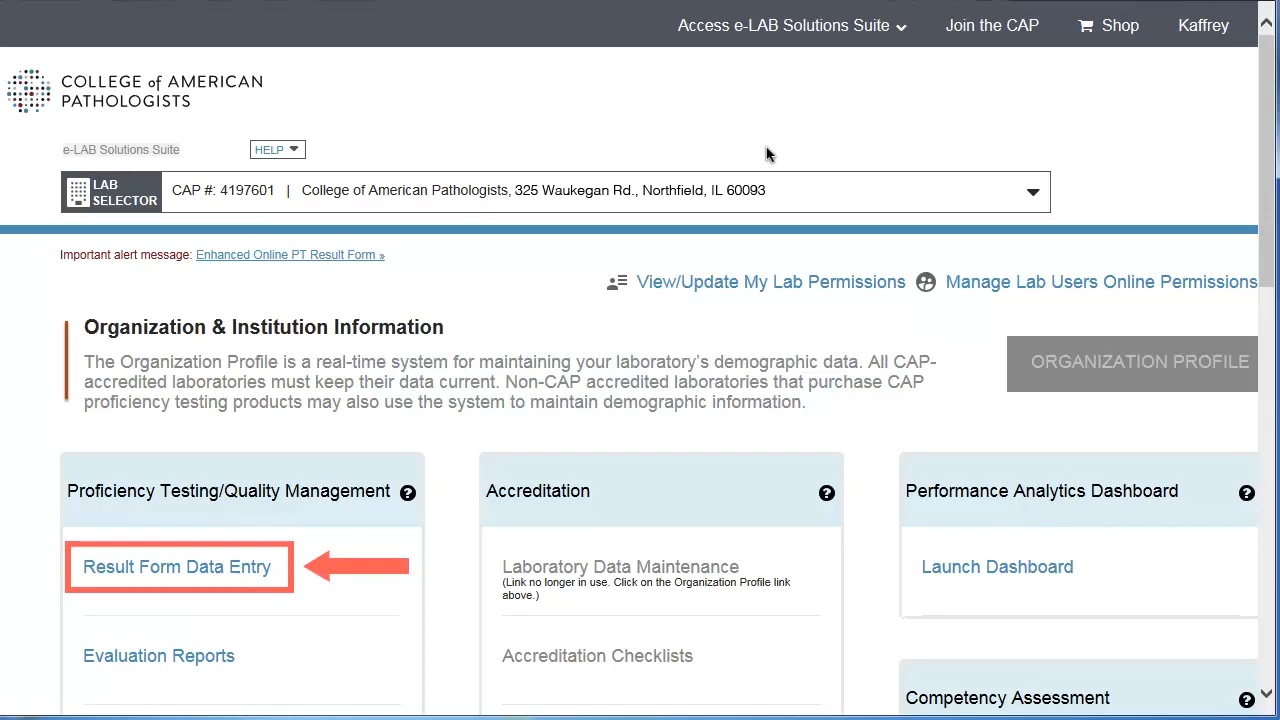 Access e-LAB Solutions Suite Join the CAP Shop Kaffrey
COLLEGE of AMERICAN
PATHOLOGISTS
e-LAB Solutions Suite HELP
LAB
SELECTOR
CAP #: 4197601 | College of American Pathologists, 325 Waukegan Rd., Northfield, IL 60093
Important alert message: Enhanced Online PT Result Form »
View/Update My Lab Permissions Manage Lab Users Online Permissions
Organization & Institution Information
The Organization Profile is a real-time system for maintaining your laboratory's demographic data. All CAP-
accredited laboratories must keep their data current. Non-CAP accredited laboratories that purchase CAP
proficiency testing products may also use the system to maintain demographic information.
ORGANIZATION PROFILE
Proficiency Testing/Quality Management ?
Result Form Data Entry
Evaluation Reports
Accreditation ?
Laboratory Data Maintenance
(Link no longer in use. Click on the Organization Profile link
above.)
Accreditation Checklists
Performance Analytics Dashboard ?
Launch Dashboard
Competency Assessment ?